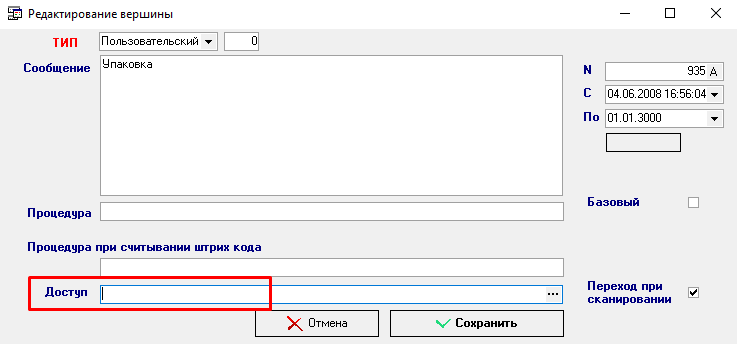 Редактирование вершины
ТИП Пользовательский 0
Сообщение Упаковка
N 935 А
С 04.06.2008 16:56:04
По 01.01.3000
Процедура
Базовый
Процедура при считывании штрих кода
Доступ ...
Переход при
сканировании
Отмена Сохранить